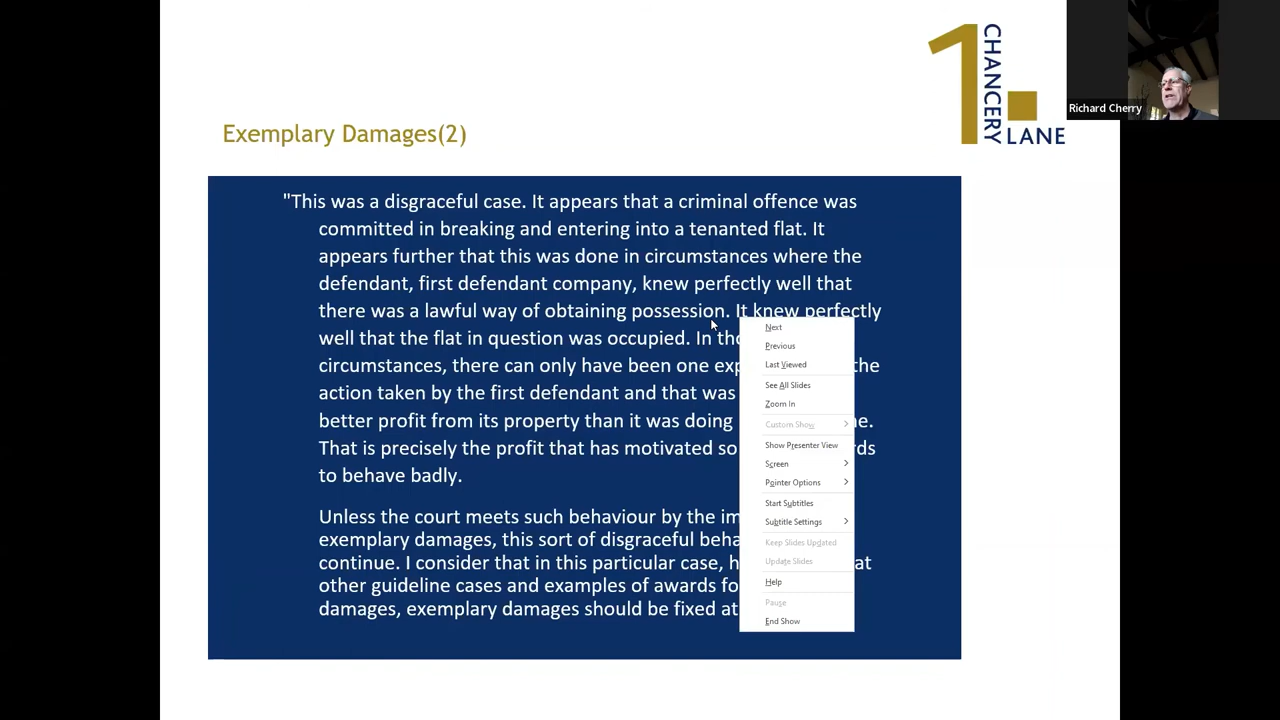 1 CHANCERY LANE
Richard Cherry
Exemplary Damages(2)
"This was a disgraceful case. It appears that a criminal offence was
committed in breaking and entering into a tenanted flat. It
appears further that this was done in circumstances where the
defendant, first defendant company, knew perfectly well that
there was a lawful way of obtaining possession. It knew perfectly
well that the flat in question was occupied. In
circumstances, there can only have been one the
action taken by the first defendant and that was
better profit from its property than it was doing
That is precisely the profit that has motivated
to behave badly.
Unless the court meets such behaviour by the
exemplary damages, this sort of disgraceful
continue. I consider that in this particular case, at
other guideline cases and examples of awards
damages, exemplary damages should be fixed at
Next
Previous
Last Viewed
See All Slides
Zoom In
Custom Show
Show Presenter View
Screen
Pointer Options
Start Subtitles
Subtitle Settings
Keep Slides Updated
Update Slides
Help
Pause
End Show